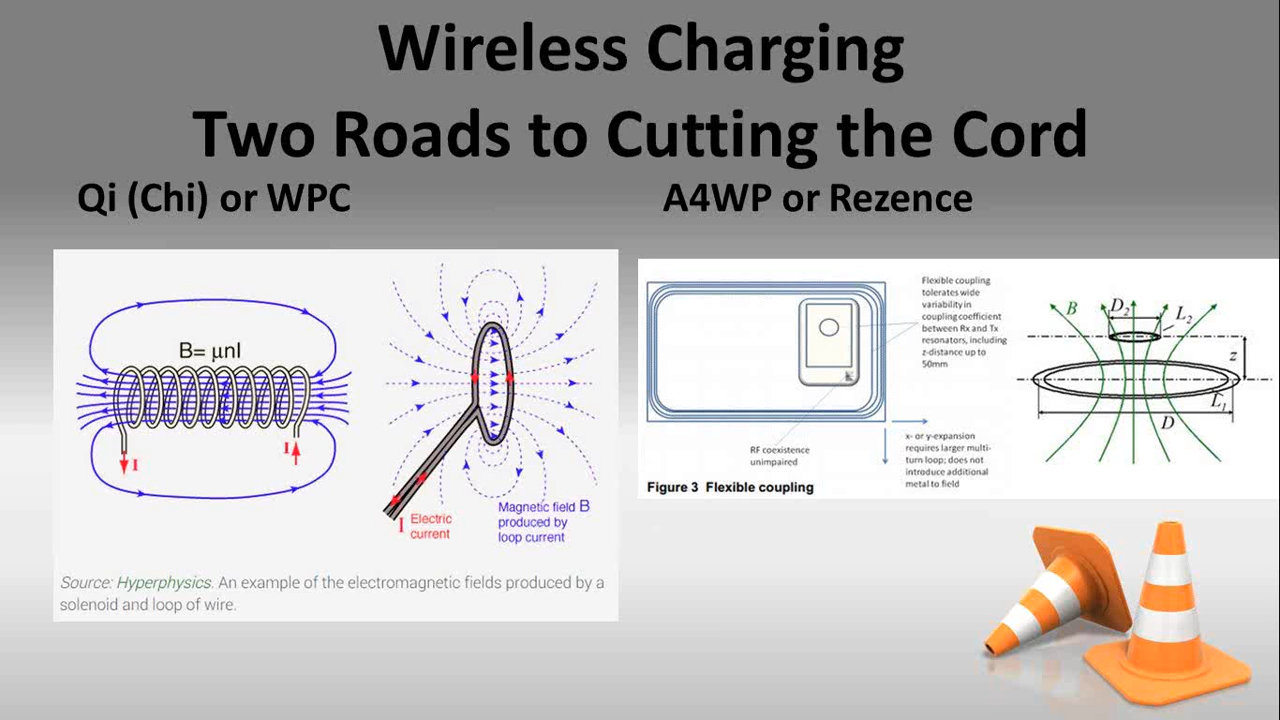 Wireless Charging
Two Roads to Cutting the Cord
Qi (Chi) or WPC
B= μnI
I
I
I
Electric
current
Magnetic field B
produced by
loop current
Source: Hyperphysics. An example of the electromagnetic fields produced by a
solenoid and loop of wire.
A4WP or Rezence
Flexible coupling
tolerates wide
variability in
coupling coefficient
between Rx and Tx
resonators, including
z-distance up to
50mm
RF coexistence
unimpaired
x- or y-expansion
requires larger multi-
turn loop; does not
introduce additional
metal to field
Figure 3 Flexible coupling
B
D2
L2
z
L1
D